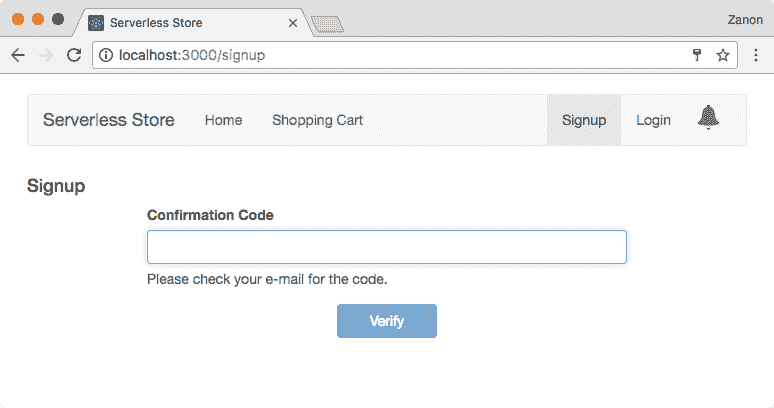 Serverless Store
Zanon
localhost:3000/signup
Serverless Store Home Shopping Cart Signup Login
Signup
Confirmation Code
Please check your e-mail for the code.
Verify